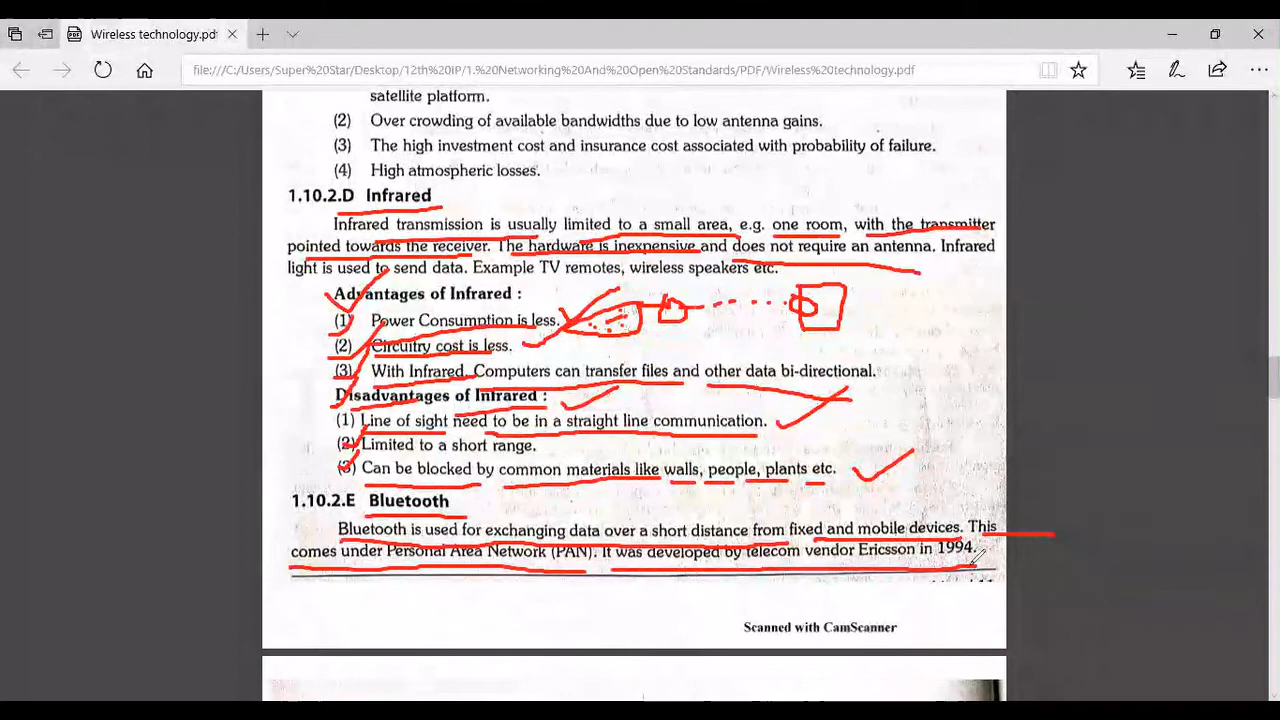 Wireless technology.pdf
file:///C:/Users/Super%20Star/Desktop/12th%20IP/1.%20Networking%20And%20Open%20Standards/PDF/Wireless%20technology.pdf
satellite platform.
(2) Over crowding of available bandwidths due to low antenna gains.
(3) The high investment cost and insurance cost associated with probability of failure.
(4) High atmospheric losses.
1.10.2.D Infrared
Infrared transmission is usually limited to a small area, e.g. one room, with the transmitter
pointed towards the receiver. The hardware is inexpensive and does not require an antenna. Infrared
light is used to send data. Example TV remotes, wireless speakers etc.
Advantages of Infrared :
(1) Power Consumption is less.
(2) Circuitry cost is less.
(3) With Infrared, Computers can transfer files and other data bi-directional.
Disadvantages of Infrared :
(1) Line of sight need to be in a straight line communication.
(2) Limited to a short range.
(3) Can be blocked by common materials like walls, people, plants etc.
1.10.2.E Bluetooth
Bluetooth is used for exchanging data over a short distance from fixed and mobile devices. This
comes under Personal Area Network (PAN). It was developed by telecom vendor Ericsson in 1994.
Scanned with CamScanner